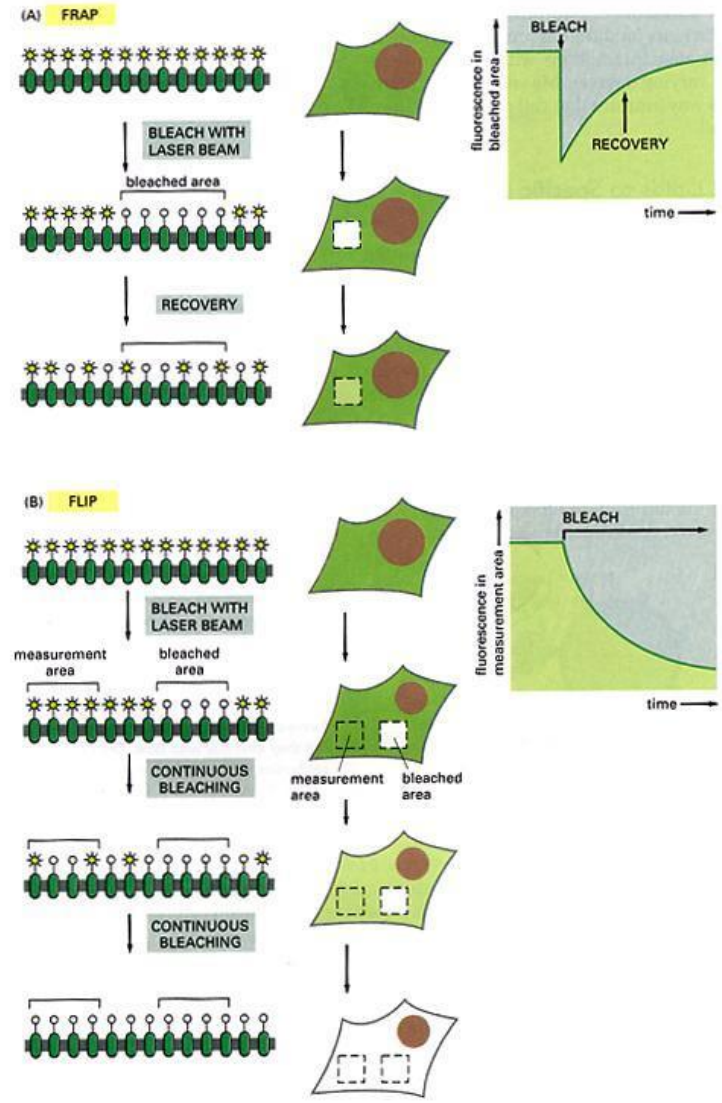 (A) FRAP
BLEACH WITH
LASER BEAM
bleached area
RECOVERY
fluorescence in
bleached area
BLEACH
RECOVERY
time
(B) FLIP
BLEACH WITH
LASER BEAM
measurement
area
bleached
area
CONTINUOUS
BLEACHING
CONTINUOUS
BLEACHING
measurement
area
bleached
area
fluorescence in
measurement area
BLEACH
time